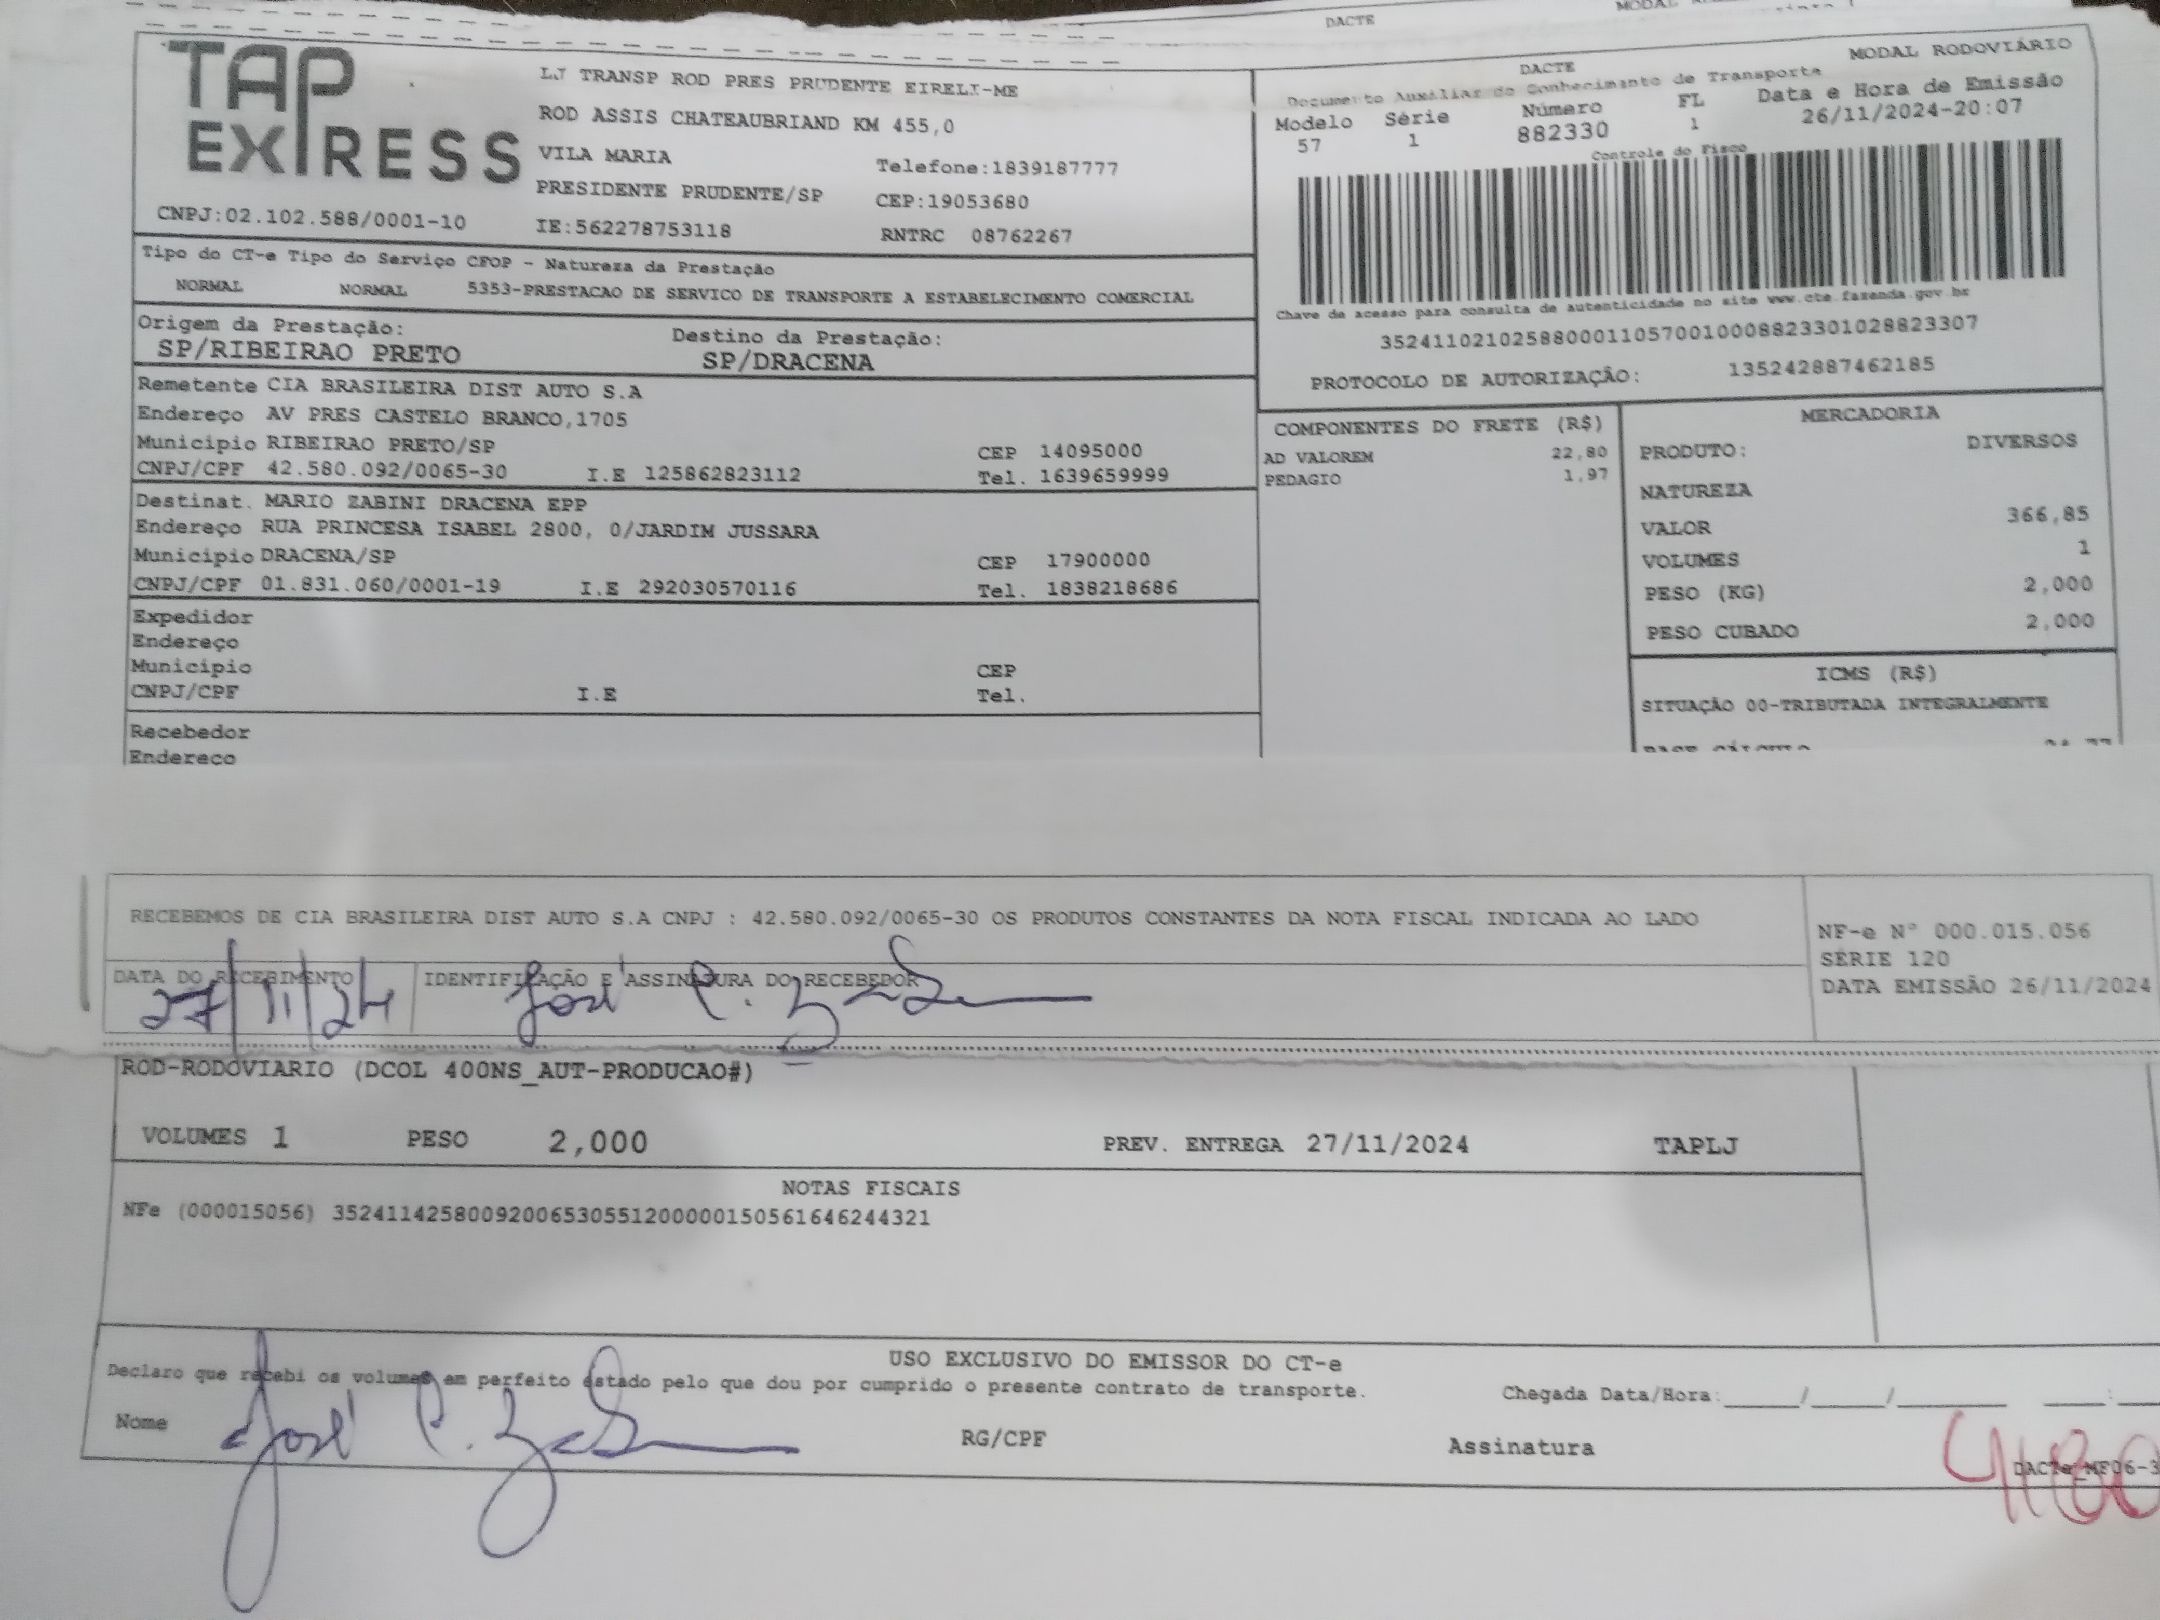 DACTE
TAP EXPRESS
LJ TRANSP ROD PRES PRUDENTE EIRELI-ME
ROD ASSIS CHATEAUBRIAND KM 455,0
VILA MARIA Telefone:1839187777
PRESIDENTE PRUDENTE/SP CEP:19053680
CNPJ:02.102.588/0001-10 IE:562278753118 RNTRC 08762267
DACTE MODAL RODOVIÁRIO
Documento Auxiliar do Conhecimento de Transporte
Modelo Série Número FL Data e Hora de Emissão
57 1 882330 1 26/11/2024-20:07
Controle do Fisco
Chave de acesso para consulta de autenticidade no site www.cte.fazenda.gov.br
35241102102588000110570010008823301028823307
PROTOCOLO DE AUTORIZAÇÃO: 135242887462185
Tipo do CT-e Tipo do Serviço CFOP - Natureza da Prestação
NORMAL NORMAL 5353-PRESTACAO DE SERVICO DE TRANSPORTE A ESTABELECIMENTO COMERCIAL
Origem da Prestação: Destino da Prestação:
SP/RIBEIRAO PRETO SP/DRACENA
Remetente CIA BRASILEIRA DIST AUTO S.A
Endereço AV PRES CASTELO BRANCO,1705
Municipio RIBEIRAO PRETO/SP CEP 14095000
CNPJ/CPF 42.580.092/0065-30 I.E 125862823112 Tel. 1639659999
Destinat. MARIO ZABINI DRACENA EPP
Endereço RUA PRINCESA ISABEL 2800, 0/JARDIM JUSSARA
Municipio DRACENA/SP CEP 17900000
CNPJ/CPF 01.831.060/0001-19 I.E 292030570116 Tel. 1838218686
Expedidor
Endereço
Municipio CEP
CNPJ/CPF I.E Tel.
Recebedor
Endereco
COMPONENTES DO FRETE (R$)
AD VALOREM 22,80
PEDAGIO 1,97
MERCADORIA
PRODUTO: DIVERSOS
NATUREZA
VALOR 366,85
VOLUMES 1
PESO (KG) 2,000
PESO CUBADO 2,000
ICMS (R$)
SITUAÇÃO 00-TRIBUTADA INTEGRALMENTE
RECEBEMOS DE CIA BRASILEIRA DIST AUTO S.A CNPJ : 42.580.092/0065-30 OS PRODUTOS CONSTANTES DA NOTA FISCAL INDICADA AO LADO
NF-e N° 000.015.056
SÉRIE 120
DATA EMISSÃO 26/11/2024
DATA DO RECEBIMENTO IDENTIFICAÇÃO E ASSINATURA DO RECEBEDOR
27/11/24 José C.
ROD-RODOVIARIO (DCOL 400NS_AUT-PRODUCAO#)
VOLUMES 1 PESO 2,000 PREV. ENTREGA 27/11/2024 TAPLJ
NOTAS FISCAIS
NFe (000015056) 35241142580092006530551200000150561646244321
USO EXCLUSIVO DO EMISSOR DO CT-e
Declaro que recebi os volumes em perfeito estado pelo que dou por cumprido o presente contrato de transporte.
Chegada Data/Hora:_____/_____/______ ____:__
Nome José C. RG/CPF Assinatura